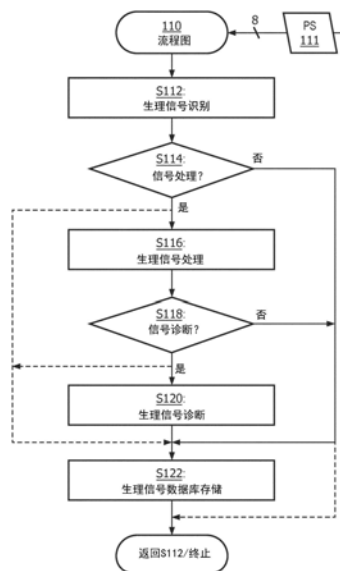 110
流程图
8
PS
111
S112:
生理信号识别
S114:
信号处理?
否
是
S116:
生理信号处理
S118:
信号诊断?
否
是
S120:
生理信号诊断
S122:
生理信号数据库存储
返回S112/终止